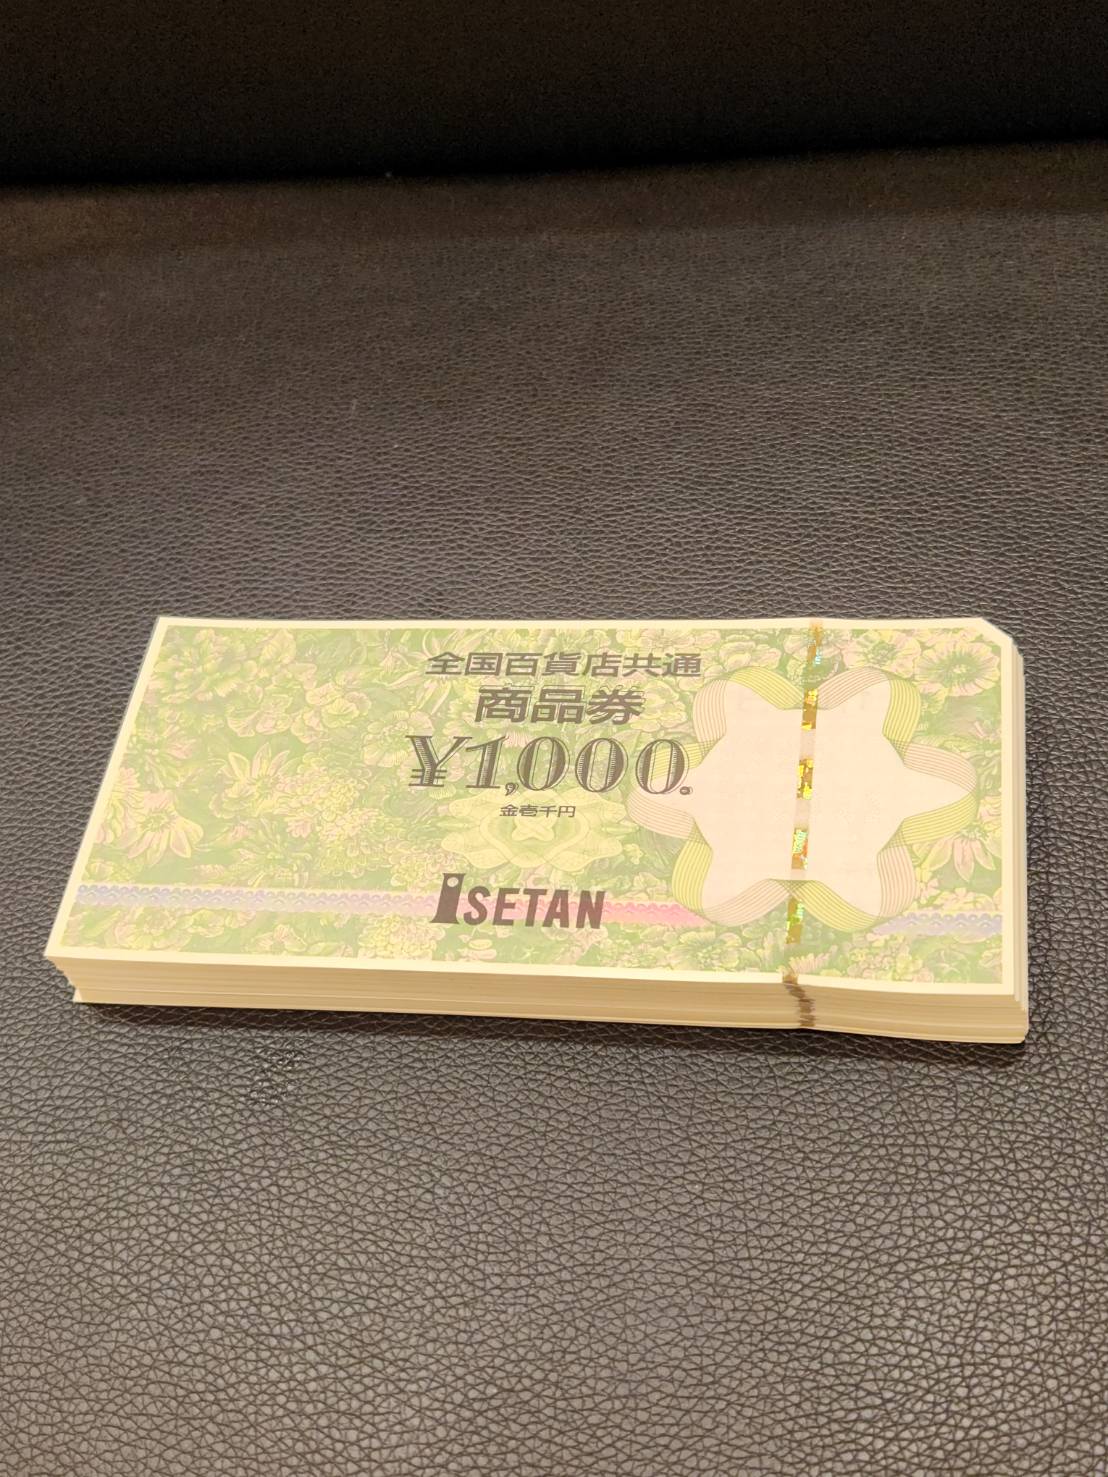 全国百貨店共通
商品券
¥1,000.
金壱千円
ISETAN